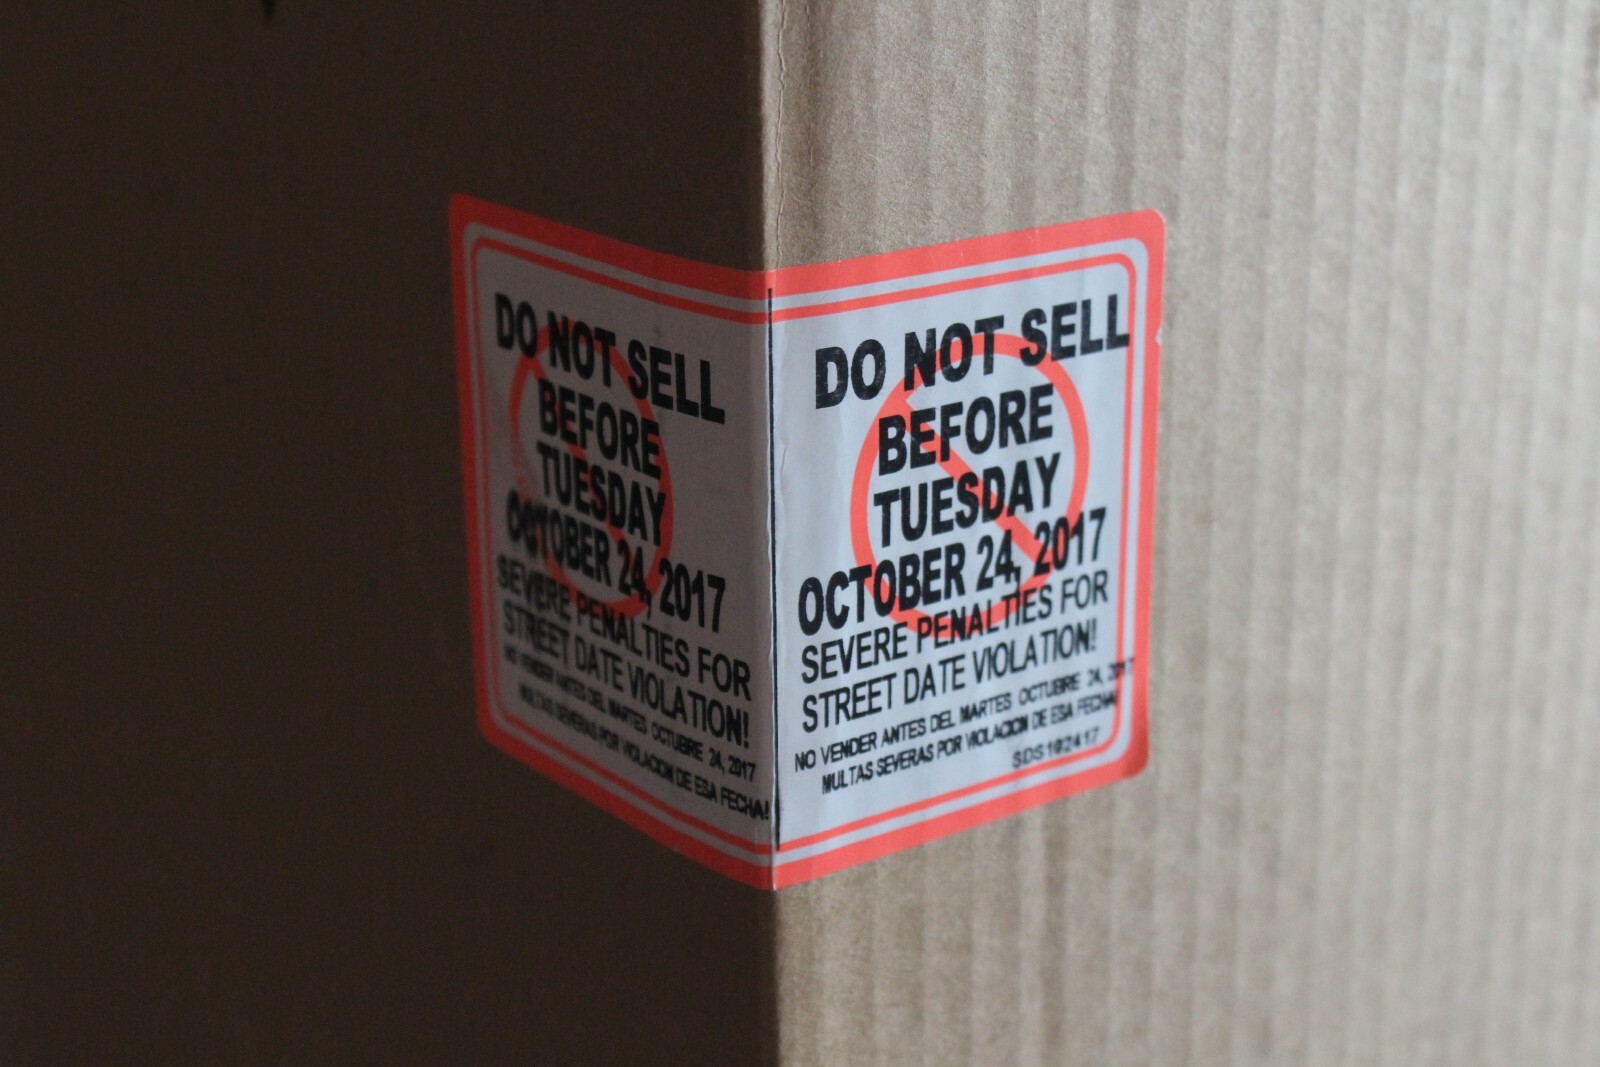 DO NOT SELL
BEFORE
TUESDAY
OCTOBER 24, 2017
SEVERE PENALTIES FOR
STREET DATE VIOLATION!
NO VENDER ANTES DEL MARTES OCTUBRE 24, 2017
MULTAS SEVERAS POR VIOLACION DE ESA FECHA!
DO NOT SELL
BEFORE
TUESDAY
OCTOBER 24, 2017
SEVERE PENALTIES FOR
STREET DATE VIOLATION!
NO VENDER ANTES DEL MARTES OCTUBRE 24, 2017
MULTAS SEVERAS POR VIOLACION DE ESA FECHA!
SDS102417